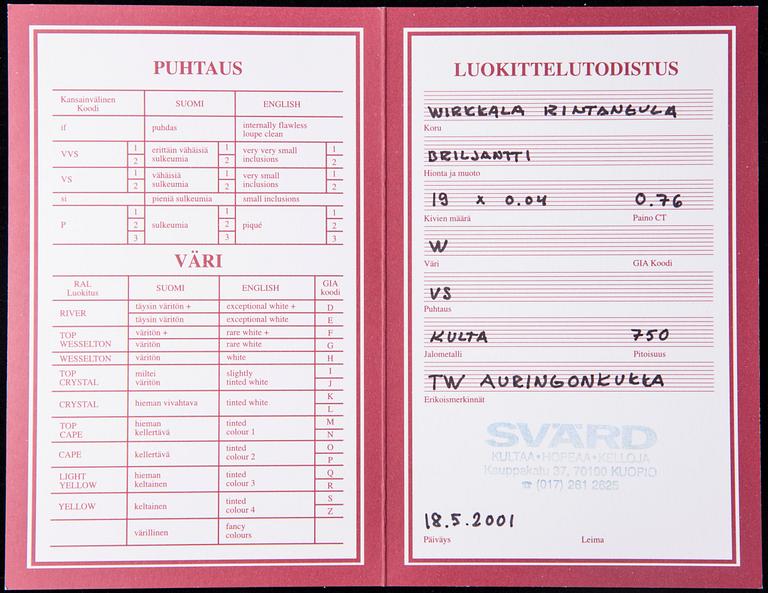 PUHTAUS
Kansainvälinen Koodi SUOMI ENGLISH
if puhdas internally flawless loupe clean
VVS 1 2 erittäin vähäisiä sulkeumia 1 2 very very small inclusions 1 2
VS 1 2 vähäisiä sulkeumia 1 2 very small inclusions 1 2
si pieniä sulkeumia small inclusions
P 1 2 3 sulkeumia 1 2 3 piqué 1 2 3
VÄRI
RAL Luokitus SUOMI ENGLISH GIA koodi
RIVER täysin väritön + exceptional white + D
täysin väritön exceptional white E
TOP WESSELTON väritön + rare white + F
väritön rare white G
WESSELTON väritön white H
TOP CRYSTAL miltei väritön slightly tinted white I J
CRYSTAL hieman vivahtava tinted white K L
TOP CAPE hieman kellertävä tinted colour 1 M N
CAPE kellertävä tinted colour 2 O P
LIGHT YELLOW hieman keltainen tinted colour 3 Q R
YELLOW keltainen tinted colour 4 S Z
värillinen fancy colours
LUOKITTELUTODISTUS
WIRKKALA RINTANEULA
Koru
BRILJANTTI
Hionta ja muoto
19 x 0.04 0.76
Kivien määrä Paino CT
W
Väri GIA Koodi
VS
Puhtaus
KULTA 750
Jalometalli Pitoisuus
TW AURINGONKUKKA
Erikoismerkinnät
SVÄRD
KULTAA • HOPEAA • KELLOJA
Kauppakatu 37, 70100 KUOPIO
☎ (017) 261 2625
18.5.2001
Päiväys Leima